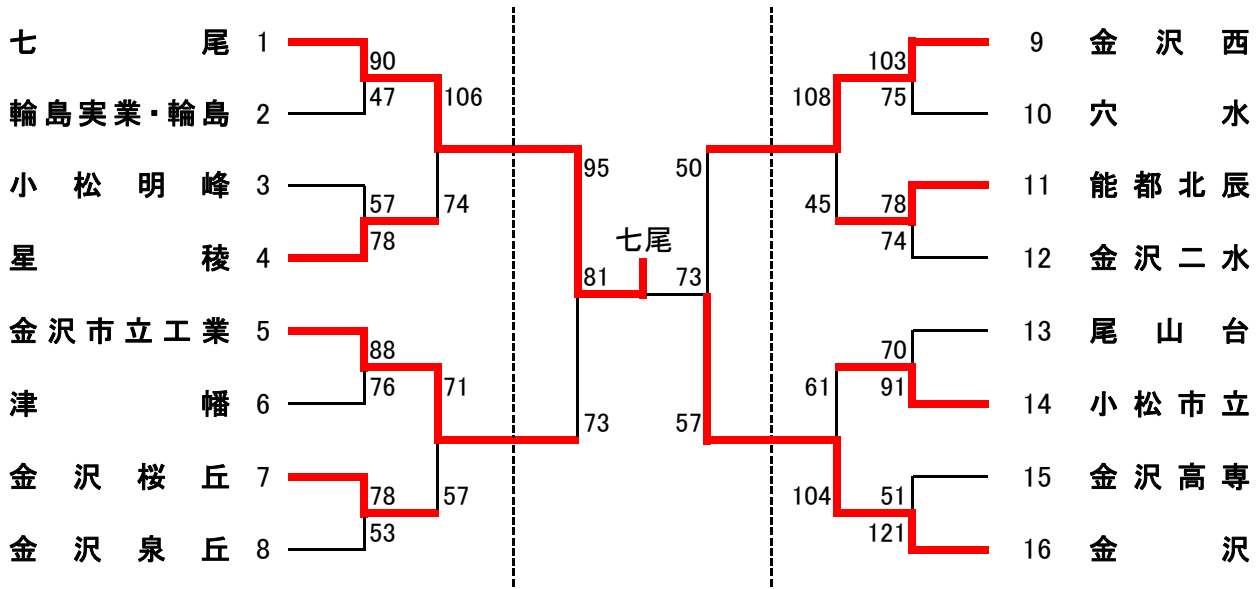 七尾 1
90
47
輪島実業・輪島 2
106
小松明峰 3
57
78
74
星稜 4
金沢市立工業 5
88
76
津幡 6
71
金沢桜丘 7
78
53
57
金沢泉丘 8
95
81
73
七尾
50
73
57
103
75
9 金沢西
108
10 穴水
45
78
74
11 能都北辰
12 金沢二水
70
91
13 尾山台
61
14 小松市立
104
51
121
15 金沢高専
16 金沢